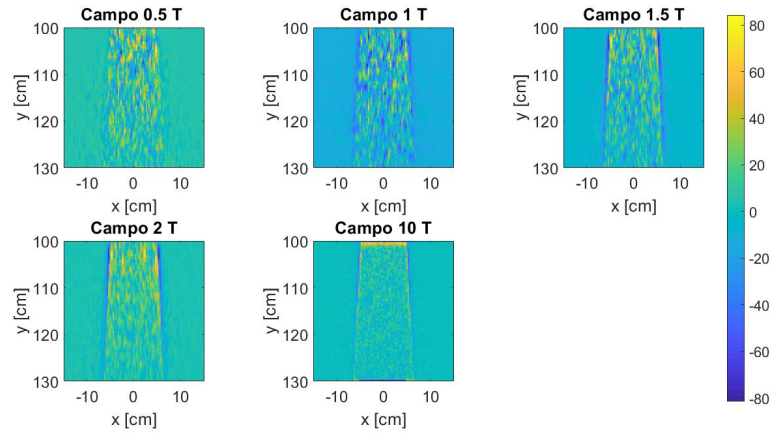 Campo 0.5 T
100
110
120
130
y [cm]
-10 0 10
x [cm]
Campo 1 T
100
110
120
130
y [cm]
-10 0 10
x [cm]
Campo 1.5 T
100
110
120
130
y [cm]
-10 0 10
x [cm]
Campo 2 T
100
110
120
130
y [cm]
-10 0 10
x [cm]
Campo 10 T
100
110
120
130
y [cm]
-10 0 10
x [cm]
80
60
40
20
0
-20
-40
-60
-80